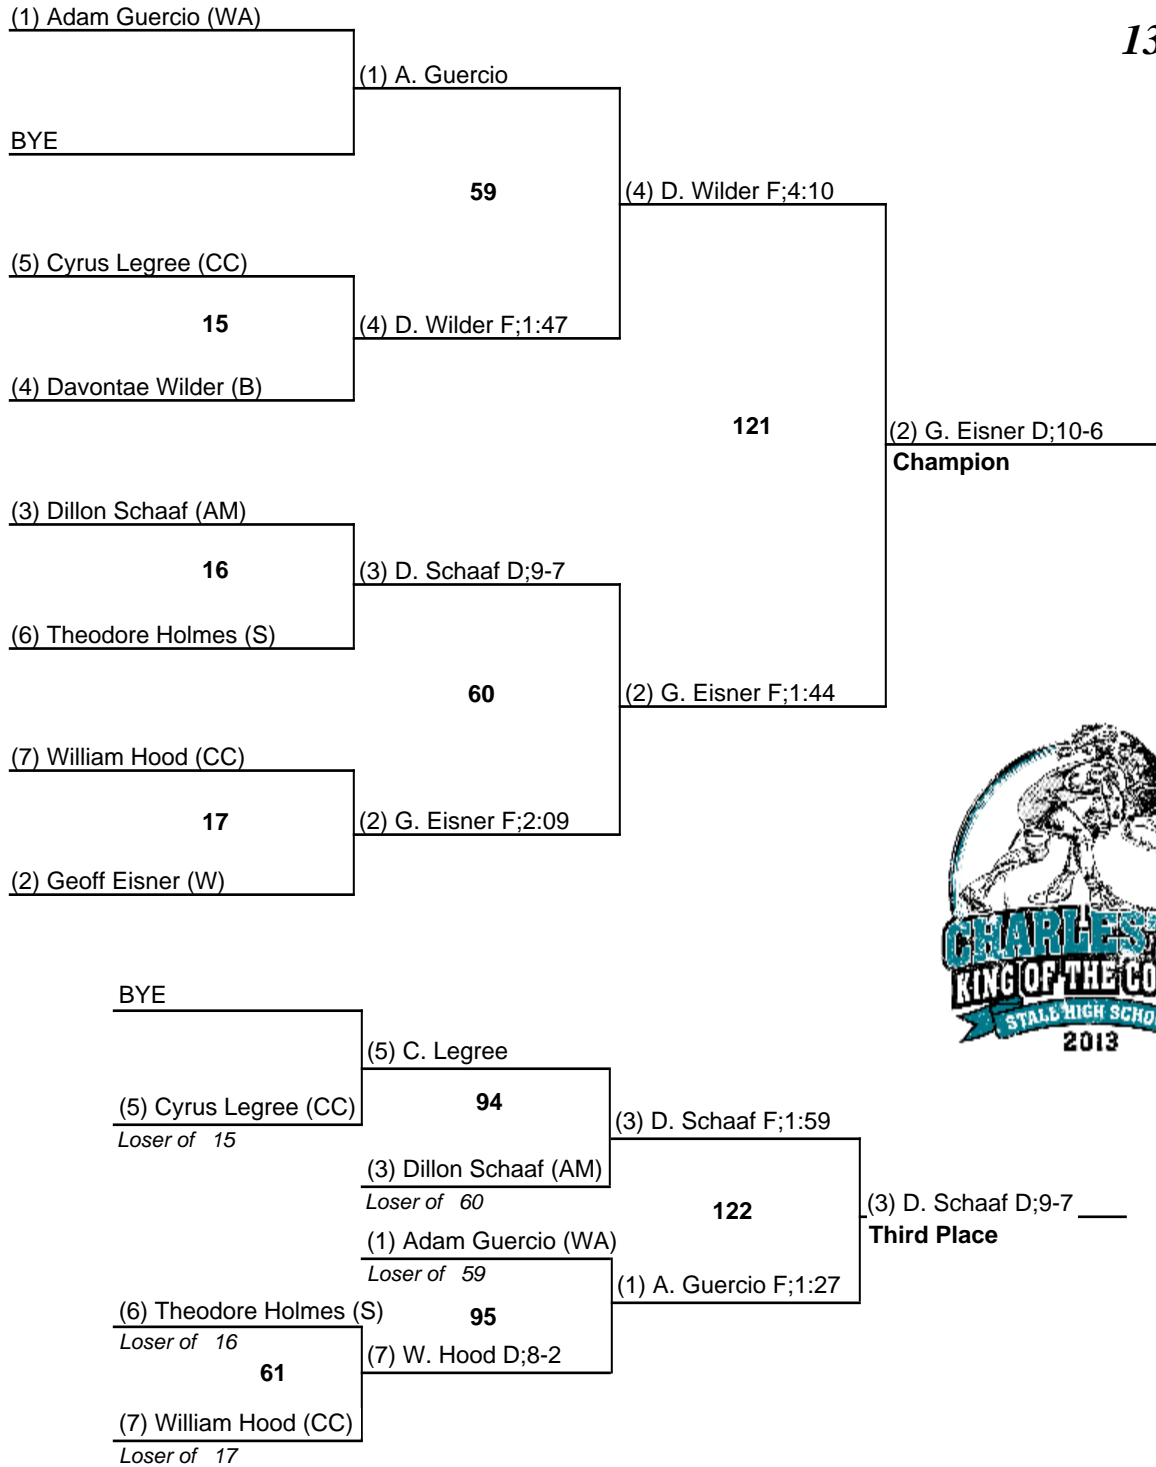 (1) Adam Guercio (WA)
13
(1) A. Guercio
BYE
59
(4) D. Wilder F;4:10
(5) Cyrus Legree (CC)
15
(4) D. Wilder F;1:47
(4) Davontae Wilder (B)
121
(2) G. Eisner D;10-6
Champion
(3) Dillon Schaaf (AM)
16
(3) D. Schaaf D;9-7
(6) Theodore Holmes (S)
60
(2) G. Eisner F;1:44
(7) William Hood (CC)
17
(2) G. Eisner F;2:09
(2) Geoff Eisner (W)
CHARLES
KING OF THE CO
STALL HIGH SCHO
2013
BYE
(5) C. Legree
94
(5) Cyrus Legree (CC)
Loser of 15
(3) D. Schaaf F;1:59
(3) Dillon Schaaf (AM)
Loser of 60
122
(3) D. Schaaf D;9-7
Third Place
(1) Adam Guercio (WA)
Loser of 59
(1) A. Guercio F;1:27
95
(6) Theodore Holmes (S)
Loser of 16
61
(7) W. Hood D;8-2
(7) William Hood (CC)
Loser of 17